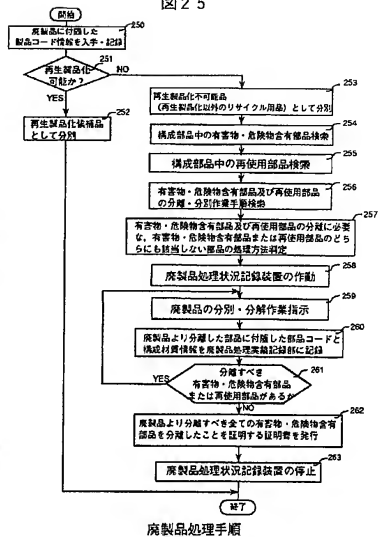 図25
開始
250
廃製品に付随した
製品コード情報を入手・記録
251
再生製品化
可能か？
NO
YES
252
再生製品化候補品
として分別
253
再生製品化不可能品
(再生製品化以外のリサイクル用品)として分別
254
構成部品中の有害物・危険物含有部品検索
255
構成部品中の再使用部品検索
256
有害物・危険物含有部品及び再使用部品
の分離・分別作業手順検索
257
有害物・危険物含有部品及び再使用部品の分離に必要
な、有害物・危険物含有部品または再使用部品のどち
らにも該当しない部品の処理方法判定
258
廃製品処理状況記録装置の作動
259
廃製品の分別・分解作業指示
260
廃製品より分離した部品に付随した部品コードと
構成材質情報を廃製品処理実績記録部に記録
261
YES
分離すべき
有害物・危険物含有部品
または再使用部品があるか
NO
262
廃製品より分離すべき全ての有害物・危険物含有
部品を分離したことを証明する証明書を発行
263
廃製品処理状況記録装置の停止
終了
廃製品処理手順